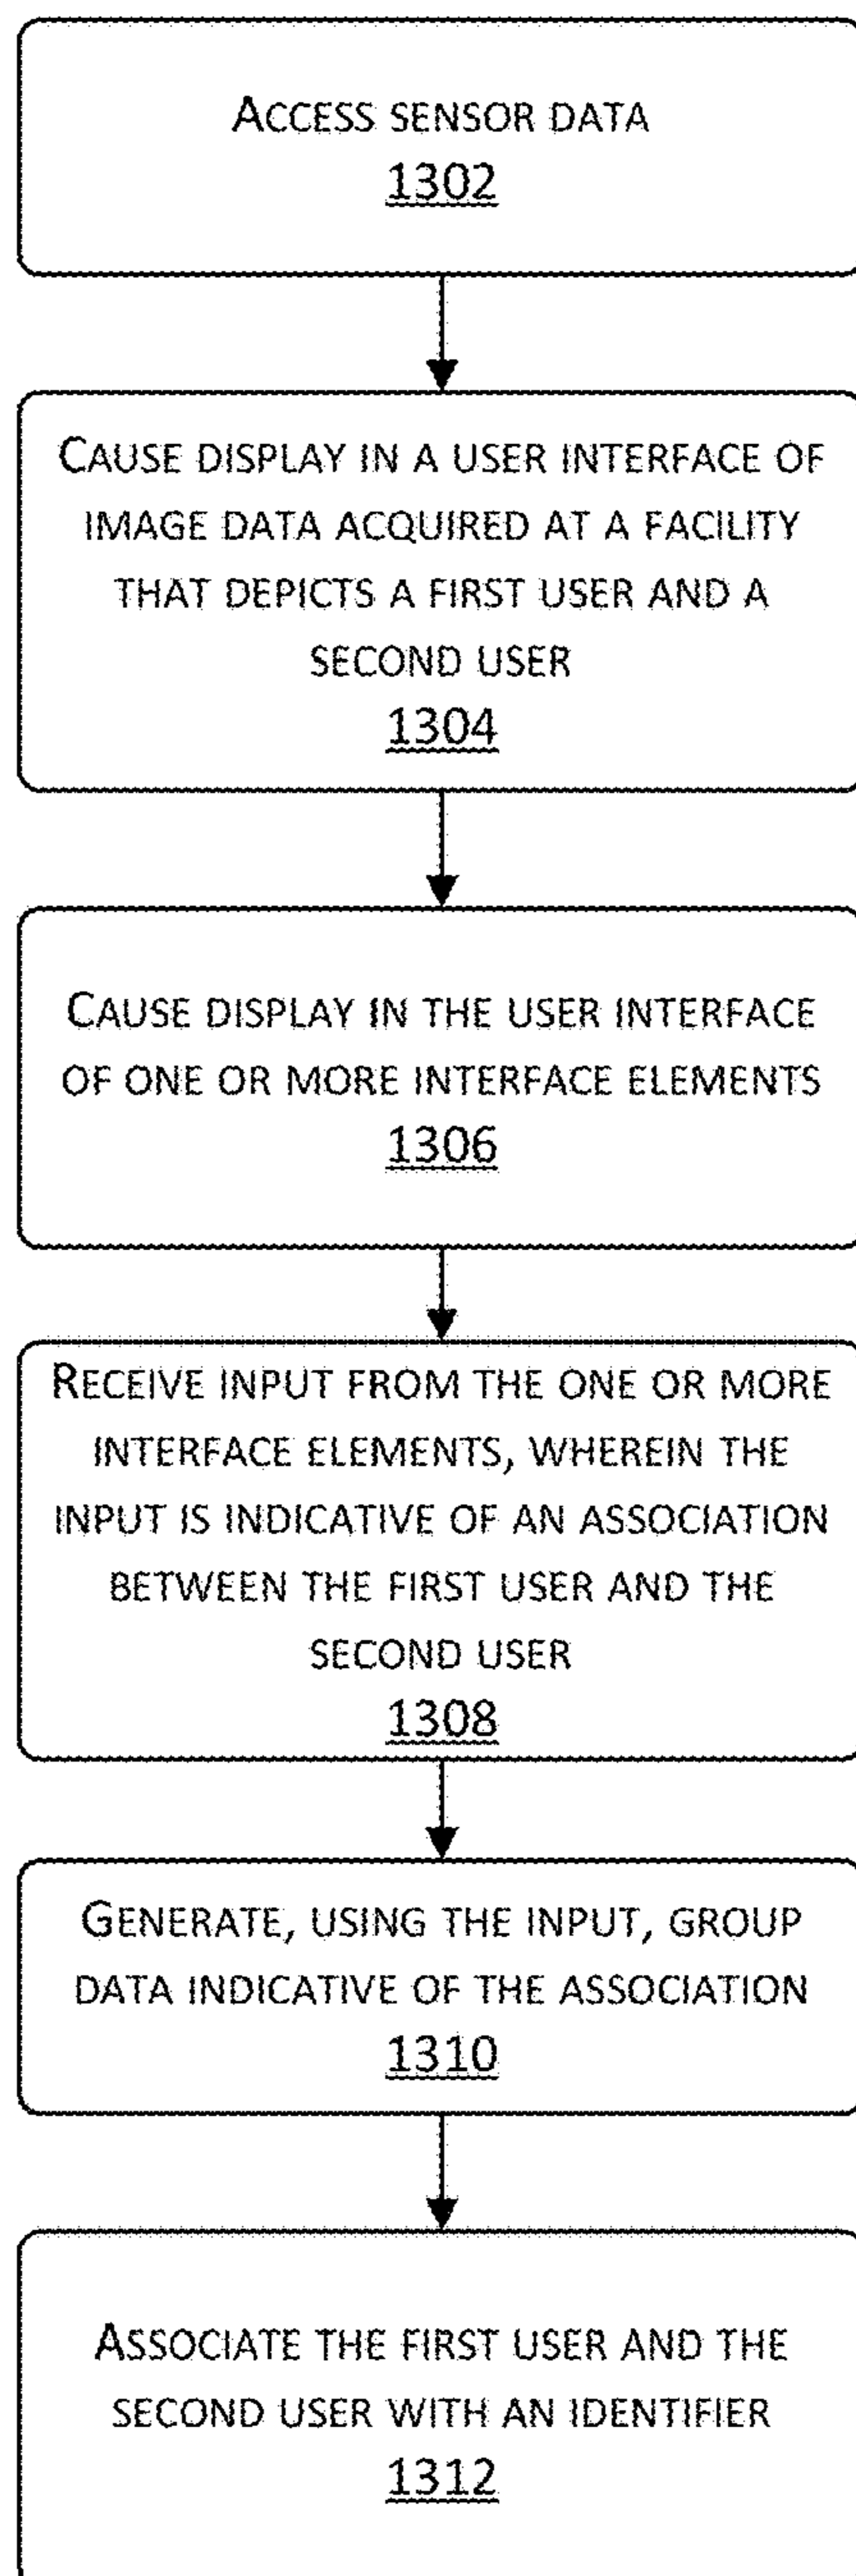 ACCESS SENSOR DATA
1302
CAUSE DISPLAY IN A USER INTERFACE OF
IMAGE DATA ACQUIRED AT A FACILITY
THAT DEPICTS A FIRST USER AND A
SECOND USER
1304
CAUSE DISPLAY IN THE USER INTERFACE
OF ONE OR MORE INTERFACE ELEMENTS
1306
RECEIVE INPUT FROM THE ONE OR MORE
INTERFACE ELEMENTS, WHEREIN THE
INPUT IS INDICATIVE OF AN ASSOCIATION
BETWEEN THE FIRST USER AND THE
SECOND USER
1308
GENERATE, USING THE INPUT, GROUP
DATA INDICATIVE OF THE ASSOCIATION
1310
ASSOCIATE THE FIRST USER AND THE
SECOND USER WITH AN IDENTIFIER
1312